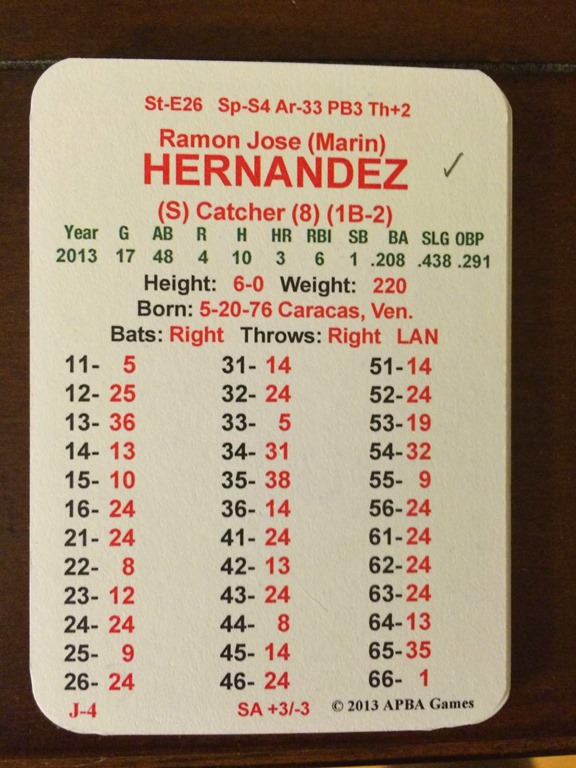 St-E26 Sp-S4 Ar-33 PB3 Th+2
Ramon Jose (Marin)
HERNANDEZ
(S) Catcher (8) (1B-2)
Year G AB R H HR RBI SB BA SLG OBP
2013 17 48 4 10 3 6 1 .208 .438 .291
Height: 6-0 Weight: 220
Born: 5-20-76 Caracas, Ven.
Bats: Right Throws: Right LAN
11- 5 31- 14 51- 14
12- 25 32- 24 52- 24
13- 36 33- 5 53- 19
14- 13 34- 31 54- 32
15- 10 35- 38 55- 9
16- 24 36- 14 56- 24
21- 24 41- 24 61- 24
22- 8 42- 13 62- 24
23- 12 43- 24 63- 24
24- 24 44- 8 64- 13
25- 9 45- 14 65- 35
26- 24 46- 24 66- 1
J-4 SA +3/-3 © 2013 APBA Games